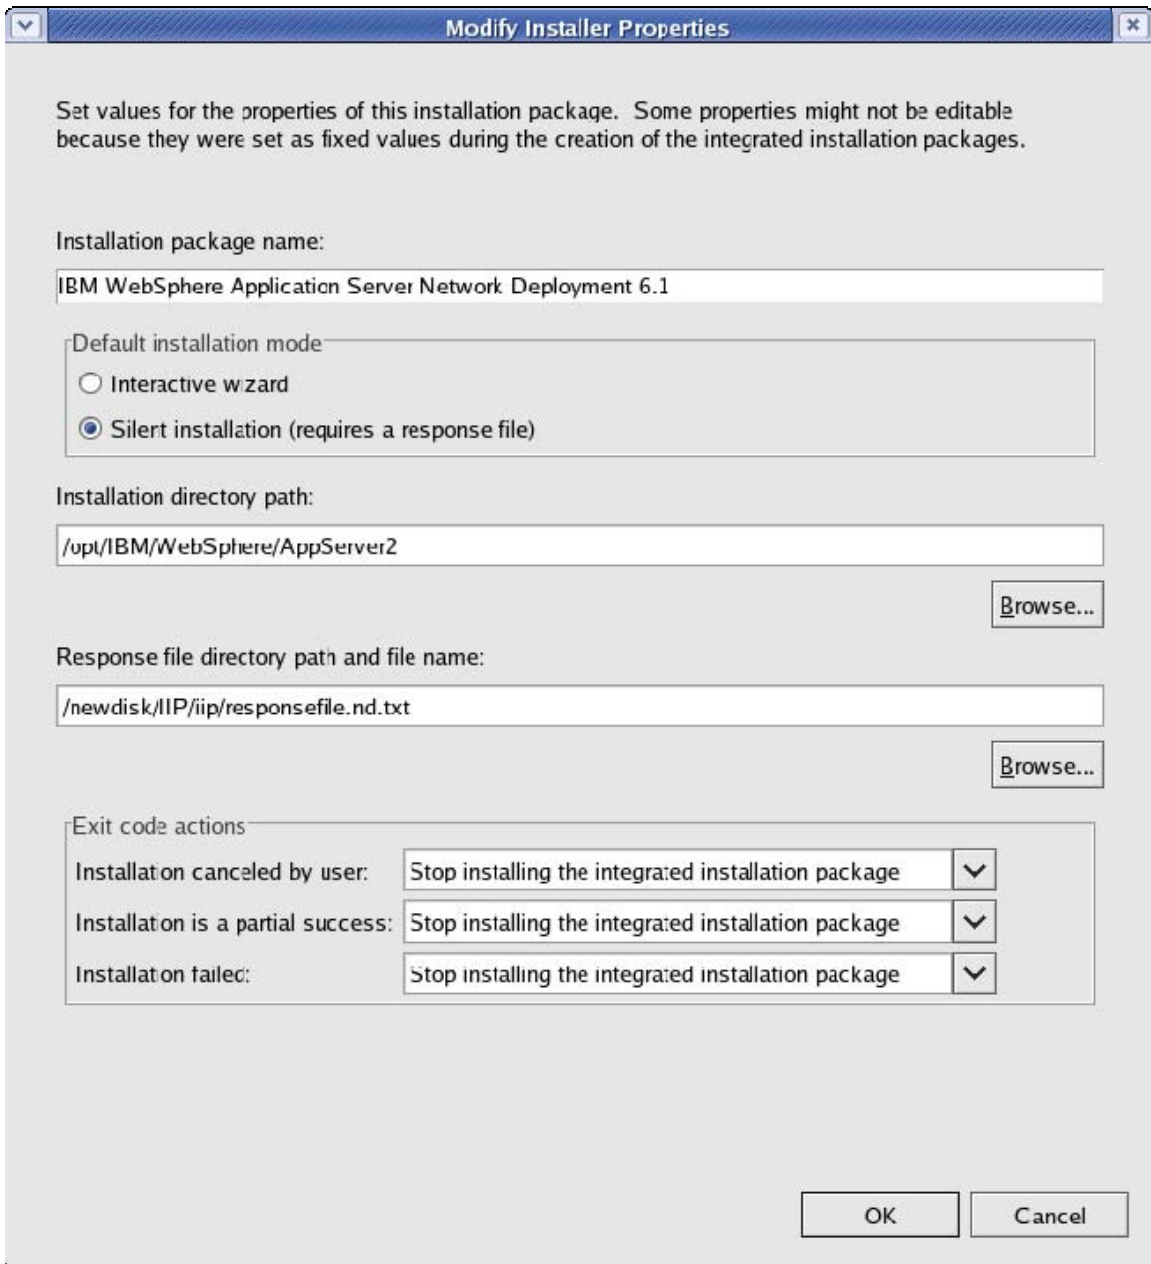 Modify Installer Properties
Set values for the properties of this installation package. Some properties might not be editable
because they were set as fixed values during the creation of the integrated installation packages.
Installation package name:
IBM WebSphere Application Server Network Deployment 6.1
Default installation mode
Interactive wizard
Silent installation (requires a response file)
Installation directory path:
/opt/IBM/WebSphere/AppServer2
Browse...
Response file directory path and file name:
/newdisk/IIP/iip/responsefile.nd.txt
Browse...
Exit code actions
Installation canceled by user: Stop installing the integrated installation package
Installation is a partial success: Stop installing the integrated installation package
Installation failed: Stop installing the integrated installation package
OK Cancel